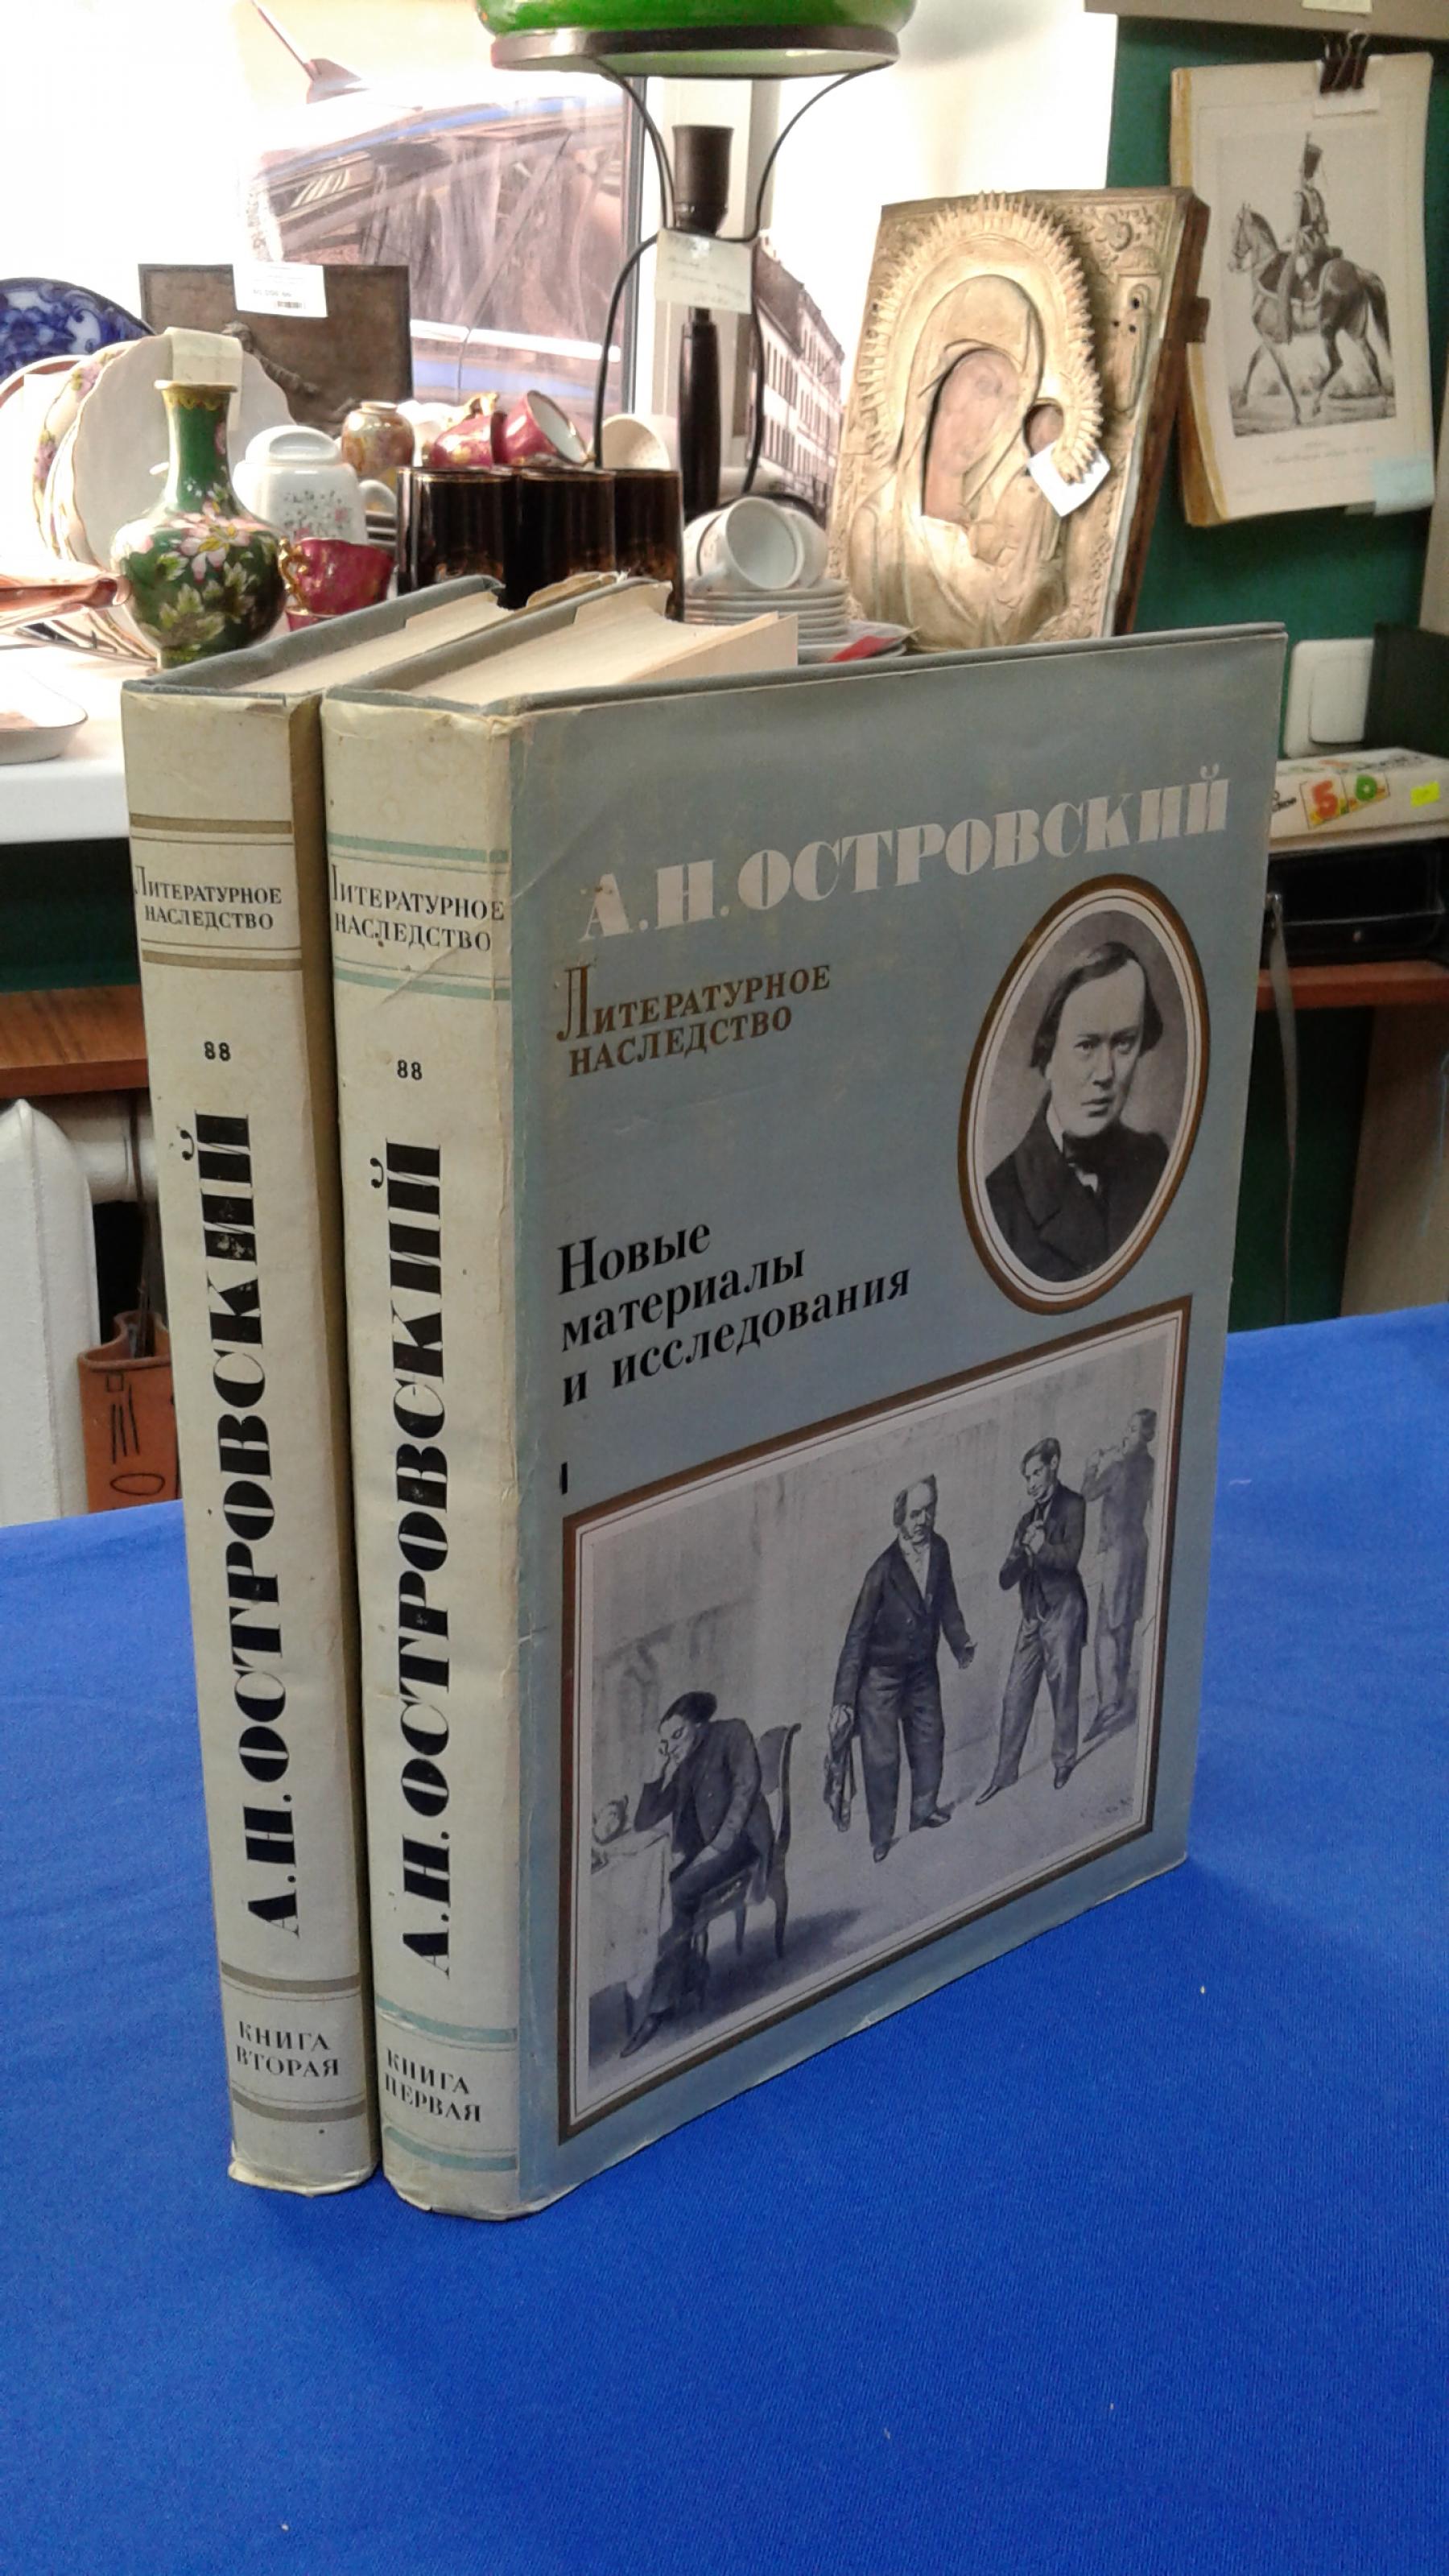 Литературное
наследство
88
А.Н.ОСТРОВСКИЙ
КНИГА
ВТОРАЯ
Литературное
наследство
88
А.Н.ОСТРОВСКИЙ
КНИГА
ПЕРВАЯ
А.Н.ОСТРОВСКИЙ
Литературное
наследство
Новые
материалы
и исследования
1